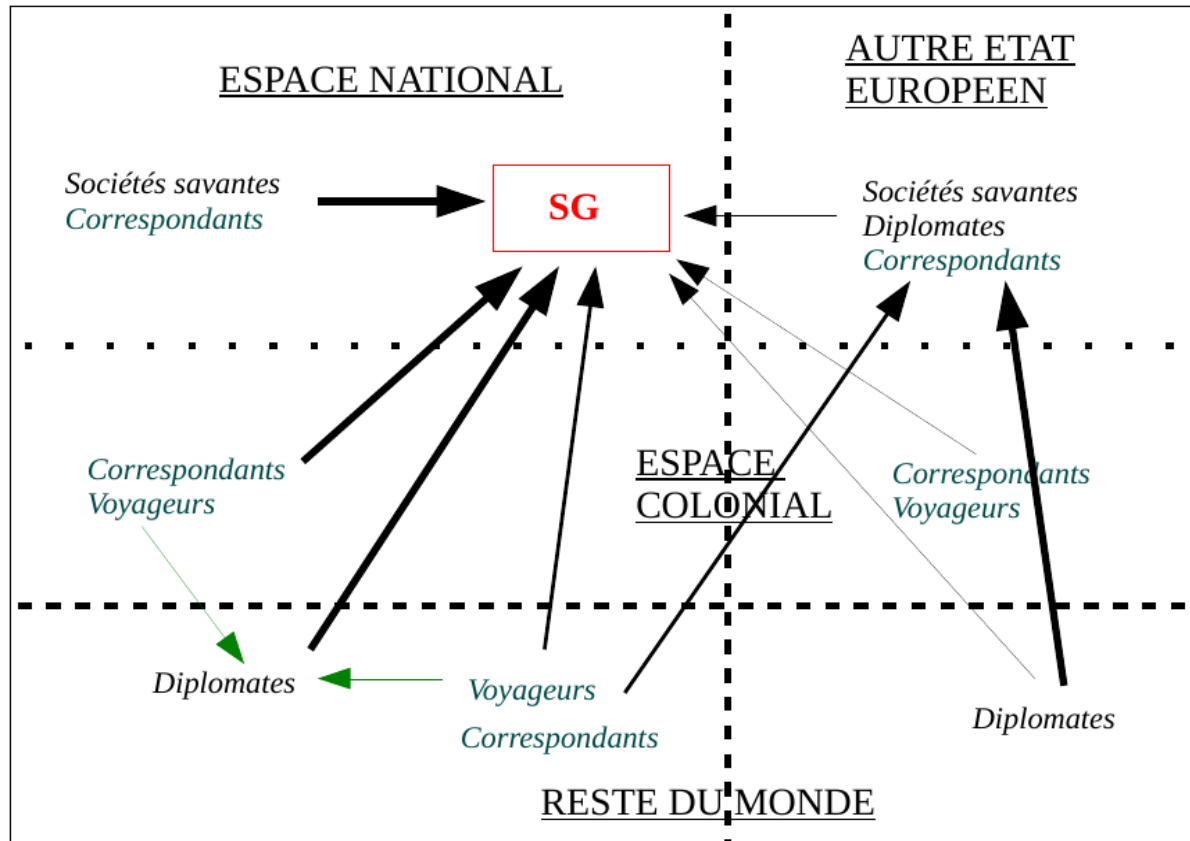 ESPACE NATIONAL
AUTRE ETAT
EUROPEEN
Sociétés savantes
Correspondants
SG
Sociétés savantes
Diplomates
Correspondants
Correspondants
Voyageurs
ESPACE
COLONIAL
Correspondants
Voyageurs
Diplomates
Voyageurs
Correspondants
Diplomates
RESTE DU MONDE